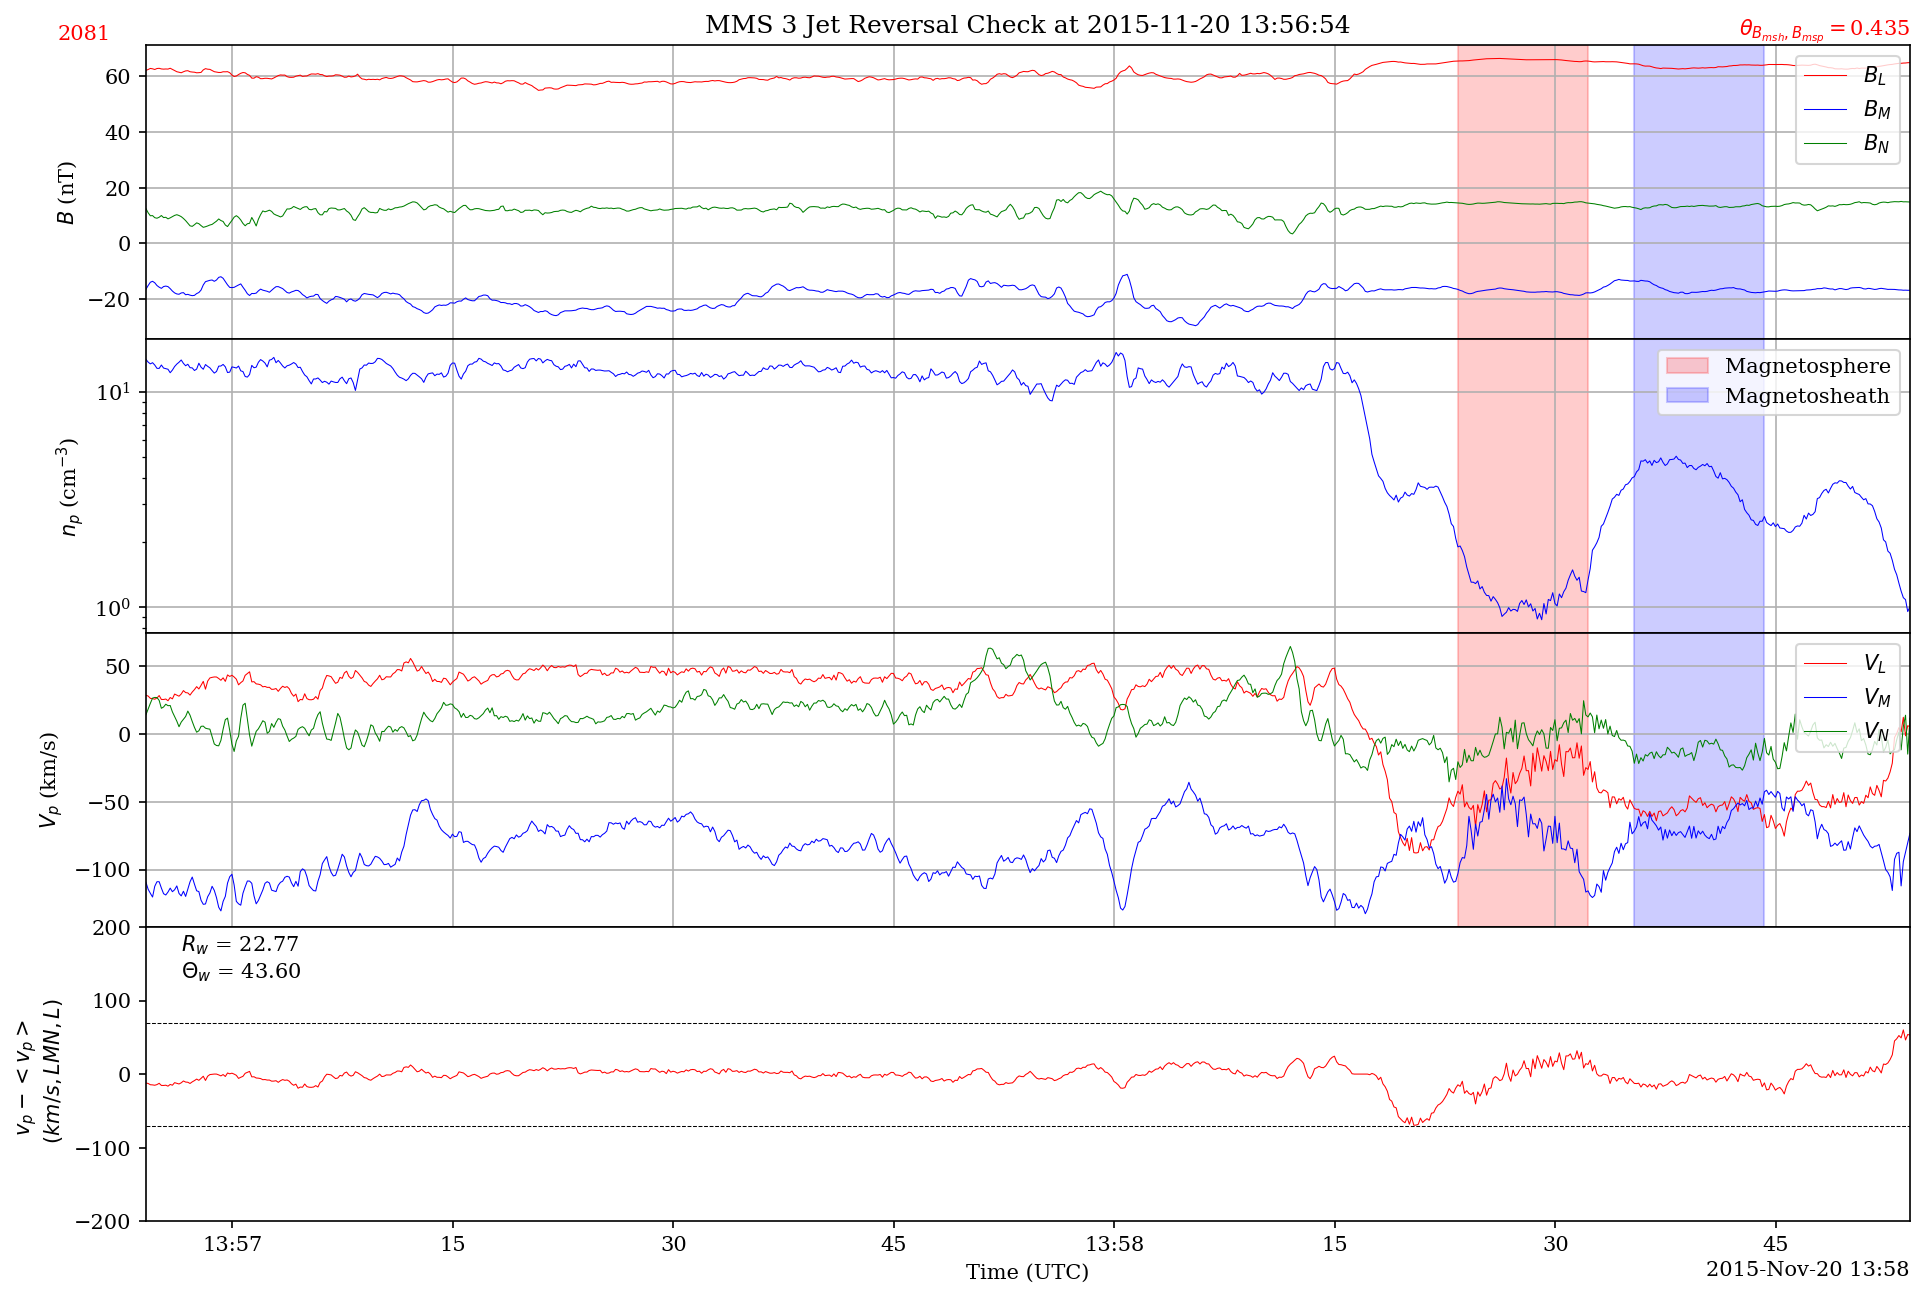 2081
MMS 3 Jet Reversal Check at 2015-11-20 13:56:54
θ_{B_{msh}, B_{msp}} = 0.435
B (nT)
60
40
20
0
−20
B_L
B_M
B_N
n_p (cm^{−3})
10^1
10^0
Magnetosphere
Magnetosheath
V_p (km/s)
50
0
−50
−100
V_L
V_M
V_N
v_p − < v_p >
(km/s, LMN, L)
200
100
0
−100
−200
R_w = 22.77
Θ_w = 43.60
13:57
15
30
45
13:58
15
30
45
Time (UTC)
2015-Nov-20 13:58